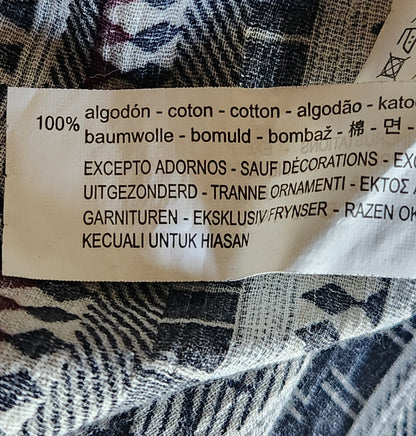 100% algodón - coton - cotton - algodão - kato
baumwolle - bomuld - bombaž - 棉 - 면 -
EXCEPTO ADORNOS - SAUF DÉCORATIONS - EXC
UITGEZONDERD - TRANNE ORNAMENTI - ΕΚΤΟΣ
GARNITUREN - EKSKLUSIV FRYNSER - RAZEN OK
KECUALI UNTUK HIASAN